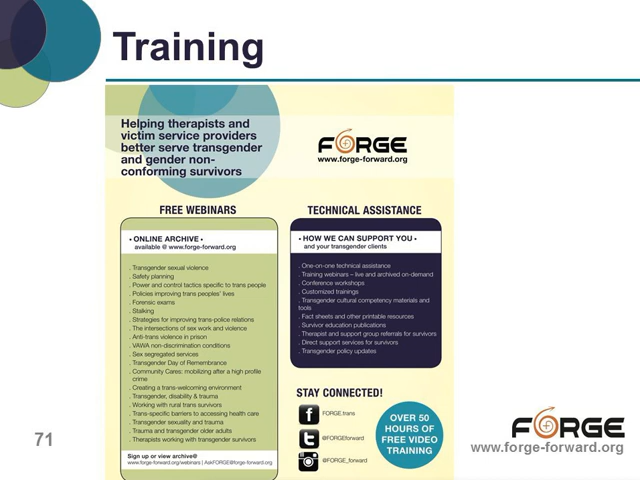 Training
Helping therapists and
victim service providers
better serve transgender
and gender non-
conforming survivors
FORGE
www.forge-forward.org
FREE WEBINARS
• ONLINE ARCHIVE •
available @ www.forge-forward.org
. Transgender sexual violence
. Safety planning
. Power and control tactics specific to trans people
. Policies improving trans peoples' lives
. Forensic exams
. Stalking
. Strategies for improving trans-police relations
. The intersections of sex work and violence
. Anti-trans violence in prison
. VAWA non-discrimination conditions
. Sex segregated services
. Transgender Day of Remembrance
. Community Cares: mobilizing after a high profile
crime
. Creating a trans-welcoming environment
. Transgender, disability & trauma
. Working with rural trans survivors
. Trans-specific barriers to accessing health care
. Transgender sexuality and trauma
. Trauma and transgender older adults
. Therapists working with transgender survivors
Sign up or view archive@
www.forge-forward.org/webinars | AskFORGE@forge-forward.org
TECHNICAL ASSISTANCE
• HOW WE CAN SUPPORT YOU •
and your transgender clients
. One-on-one technical assistance
. Training webinars – live and archived on-demand
. Conference workshops
. Customized trainings
. Transgender cultural competency materials and
tools
. Fact sheets and other printable resources
. Survivor education publications
. Therapist and support group referrals for survivors
. Direct support services for survivors
. Transgender policy updates
STAY CONNECTED!
f
FORGE.trans
t
@FORGEforward
@FORGE_forward
OVER 50
HOURS OF
FREE VIDEO
TRAINING
71
FORGE
www.forge-forward.org